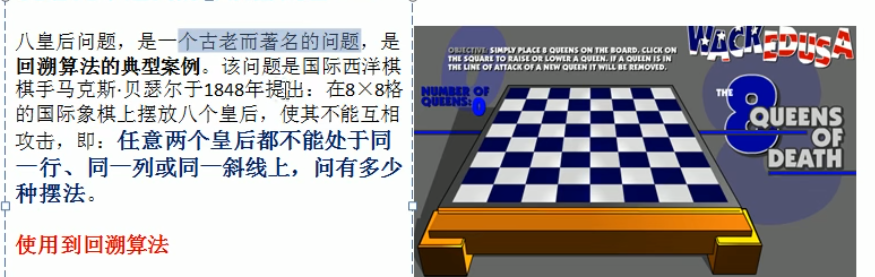 八皇后问题，是一个古老而著名的问题，是
回溯算法的典型案例。该问题是国际西洋棋
棋手马克斯·贝瑟尔于1848年提出：在8×8格
的国际象棋上摆放八个皇后，使其不能互相
攻击，即：任意两个皇后都不能处于同
一行、同一列或同一斜线上，问有多少
种摆法。
使用到回溯算法
WACKEDUSA
OBJECTIVE: SIMPLY PLACE 8 QUEENS ON THE BOARD. CLICK ON
THE SQUARE TO RAISE OR LOWER A QUEEN. IF A QUEEN IS IN
THE LINE OF ATTACK OF A NEW QUEEN IT WILL BE REMOVED.
NUMBER OF
QUEENS: 0
THE 8 QUEENS
OF
DEATH